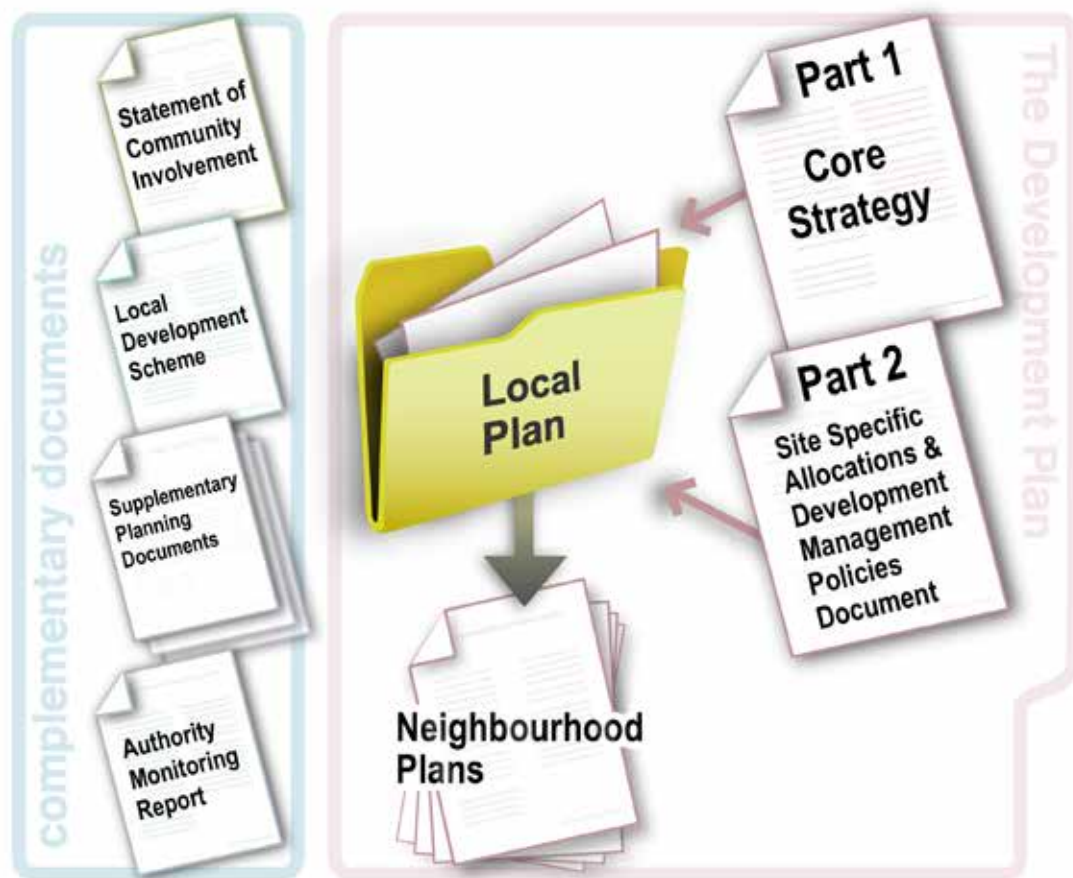 complementary documents
Statement of
Community
Involvement
Local
Development
Scheme
Supplementary
Planning
Documents
Authority
Monitoring
Report
The Development Plan
Local
Plan
Neighbourhood
Plans
Part 1
Core
Strategy
Part 2
Site Specific
Allocations &
Development
Management
Policies
Document